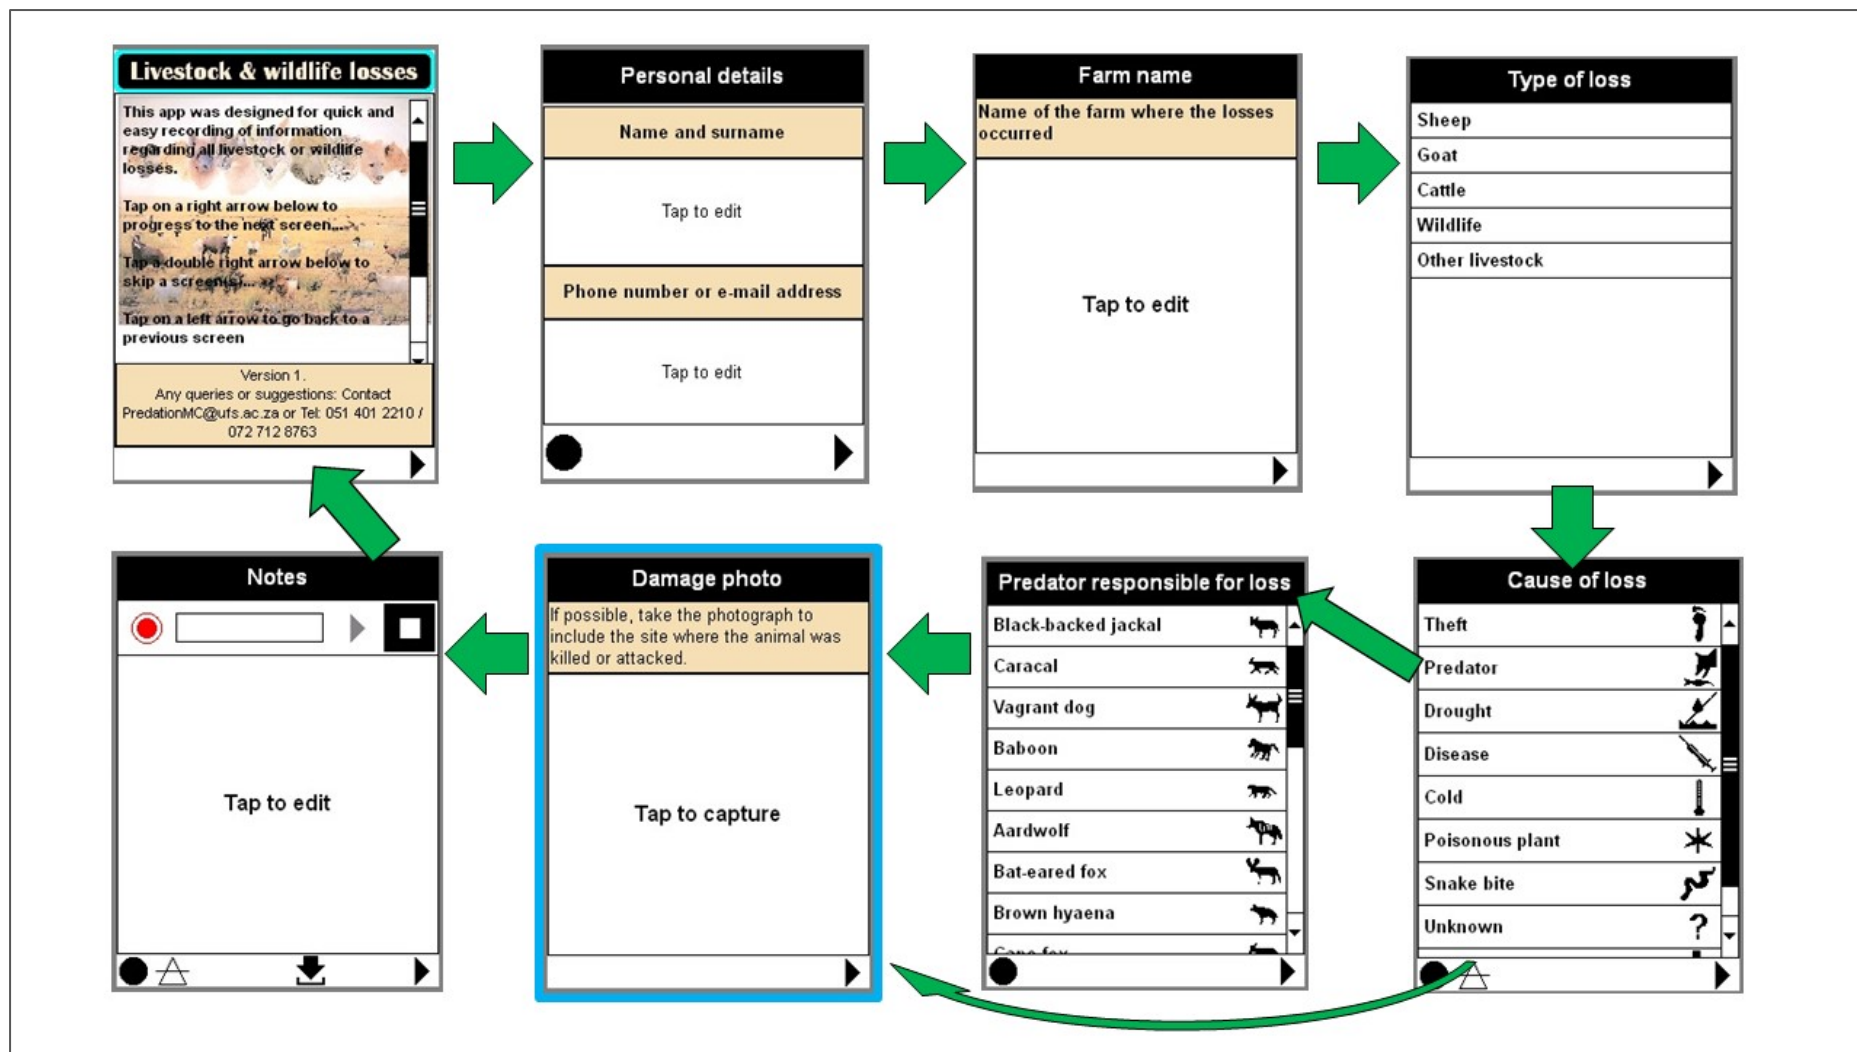 Livestock & wildlife losses
This app was designed for quick and
easy recording of information
regarding all livestock or wildlife
losses.
Tap on a right arrow below to
progress to the next screen...
Tap a double right arrow below to
skip a screen(s)...
Tap on a left arrow to go back to a
previous screen
Version 1.
Any queries or suggestions: Contact
PredationMC@ufs.ac.za or Tel: 051 401 2210 /
072 712 8763
Personal details
Name and surname
Tap to edit
Phone number or e-mail address
Tap to edit
Farm name
Name of the farm where the losses
occurred
Tap to edit
Type of loss
Sheep
Goat
Cattle
Wildlife
Other livestock
Cause of loss
Theft
Predator
Drought
Disease
Cold
Poisonous plant
Snake bite
Unknown
?
Predator responsible for loss
Black-backed jackal
Caracal
Vagrant dog
Baboon
Leopard
Aardwolf
Bat-eared fox
Brown hyaena
Cape fox
Damage photo
If possible, take the photograph to
include the site where the animal was
killed or attacked.
Tap to capture
Notes
Tap to edit